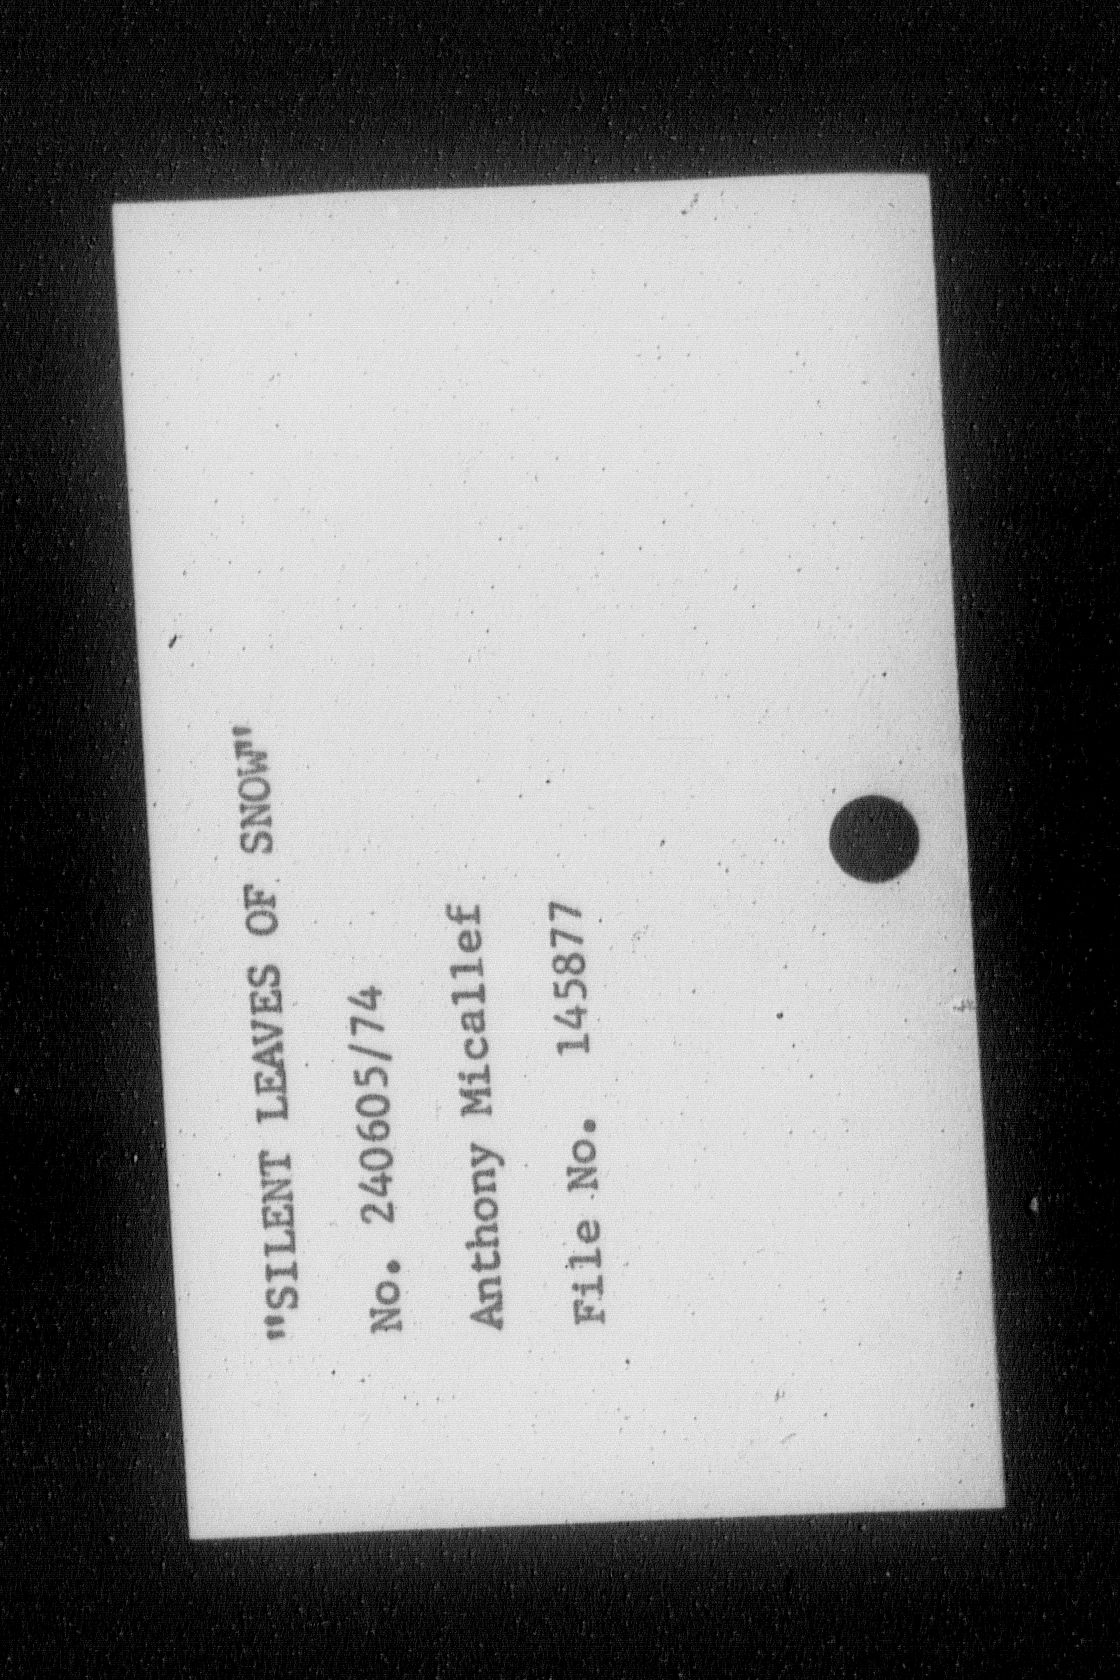 "SILENT LEAVES OF SNOW"
No. 240605/74
Anthony Micallef
File No. 145877